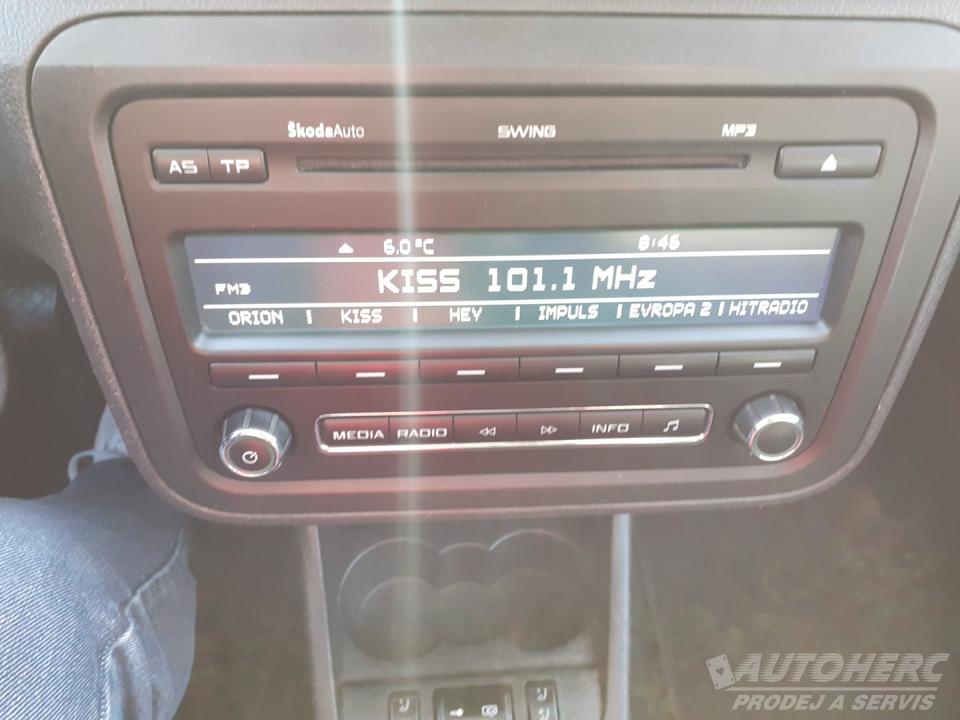 ŠkodaAuto SWING MP3
AS TP
6.0°C 8:46
FM3 KISS 101.1 MHz
ORION | KISS | HEY | IMPULS | EVROPA 2 | HITRADIO
MEDIA RADIO INFO
AUTOHERC
PRODEJ A SERVIS